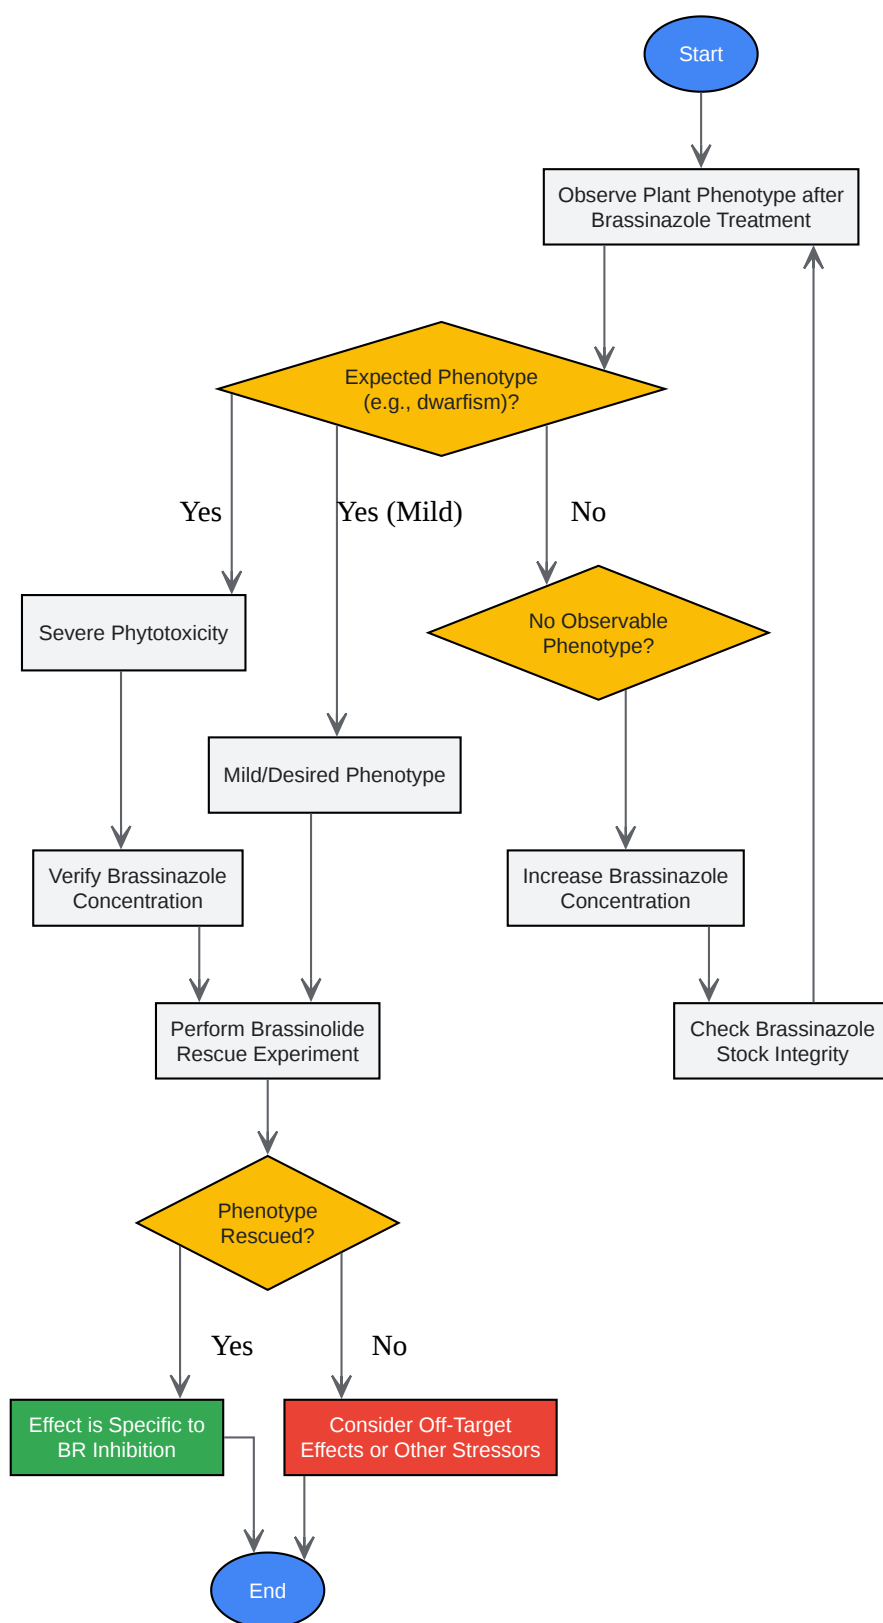 Start
Observe Plant Phenotype after
Brassinazole Treatment
Expected Phenotype
(e.g., dwarfism)?
Yes
Yes (Mild)
No
Severe Phytotoxicity
No Observable
Phenotype?
Mild/Desired Phenotype
Verify Brassinazole
Concentration
Increase Brassinazole
Concentration
Perform Brassinolide
Rescue Experiment
Check Brassinazole
Stock Integrity
Phenotype
Rescued?
Yes
No
Effect is Specific to
BR Inhibition
Consider Off-Target
Effects or Other Stressors
End